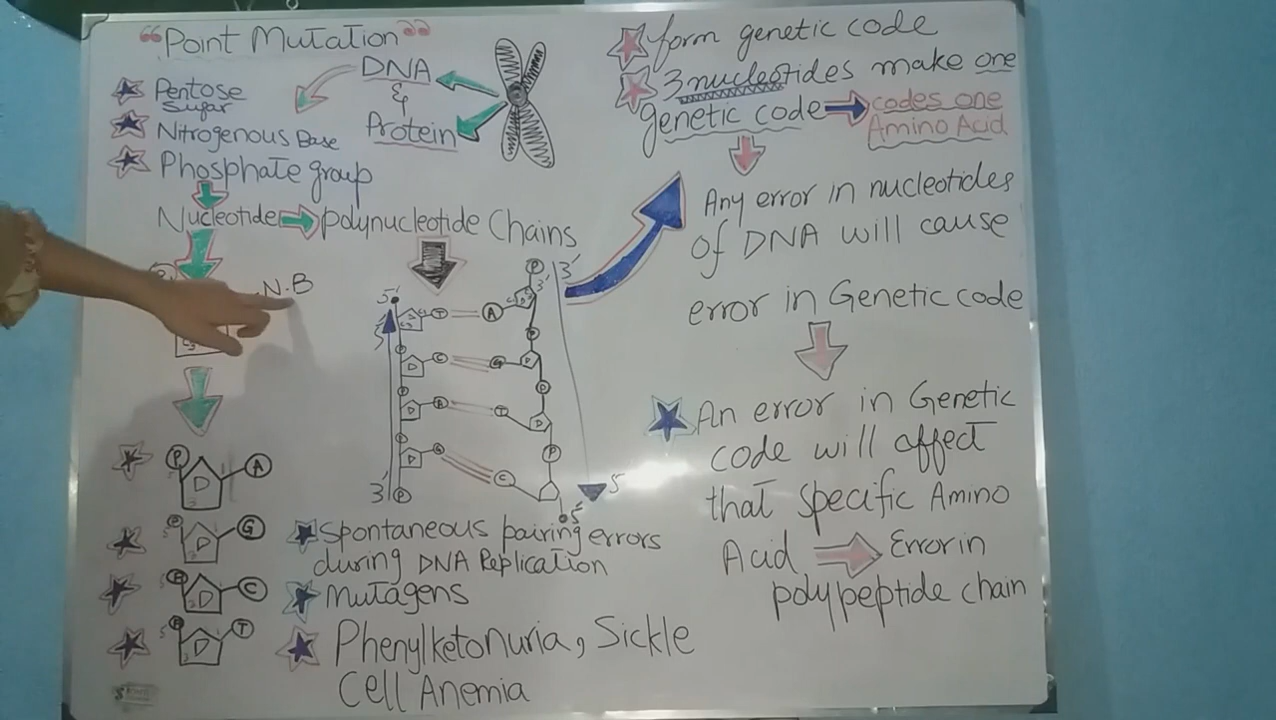 “Point Mutation”
DNA
&
Protein
Pentose
Sugar
Nitrogenous Base
Phosphate group
Nucleotide
polynucleotide Chains
N.B
P D A
P D G
P D C
P D T
5'
3'
T A
C G
A T
G C
3'
5'
5
Spontaneous pairing errors
during DNA Replication
Mutagens
Phenylketonuria, Sickle
Cell Anemia
form genetic code
3 nucleotides make one
genetic code
codes one
Amino Acid
Any error in nucleotides
of DNA will cause
error in Genetic code
An error in Genetic
code will affect
that specific Amino
Acid
Error in
polypeptide chain